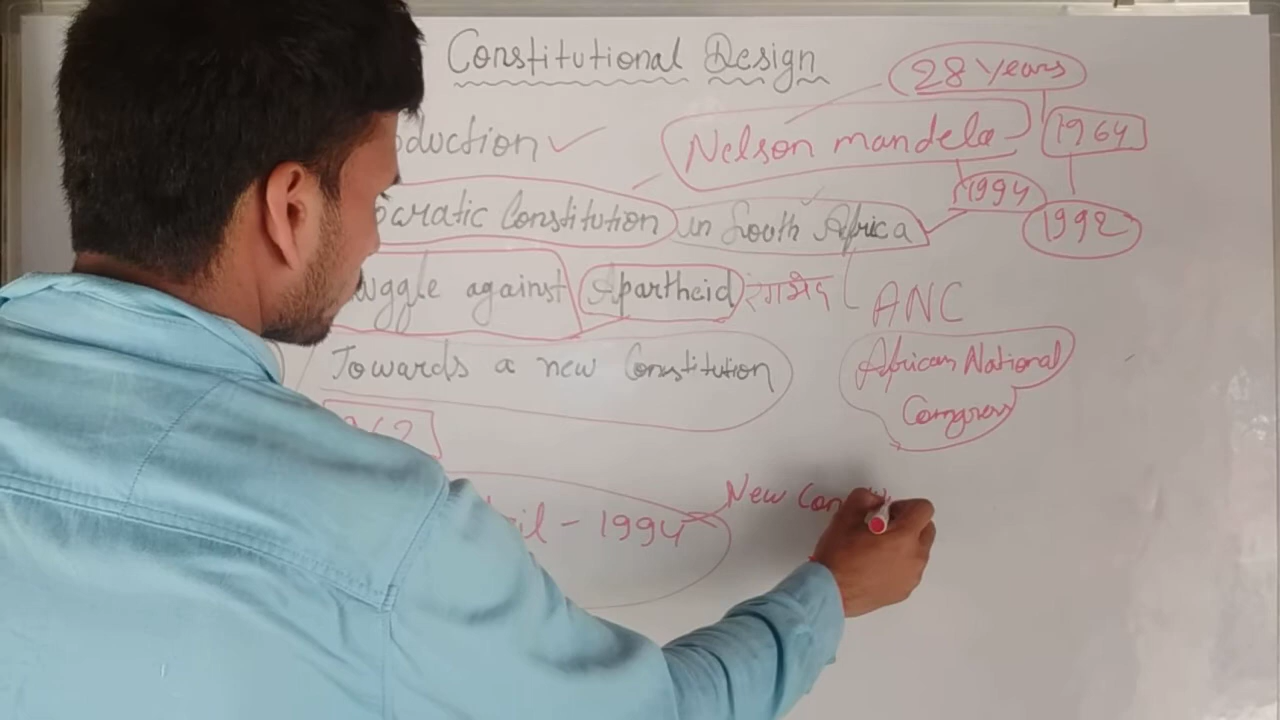 Constitutional Design
28 Years
oduction ✓ Nelson mandela 1964
ocratic Constitution in South Africa 1994 1992
uggle against Apartheid रंगभेद ANC
Towards a new Constitution African National
Congress
il - 1994 New Con